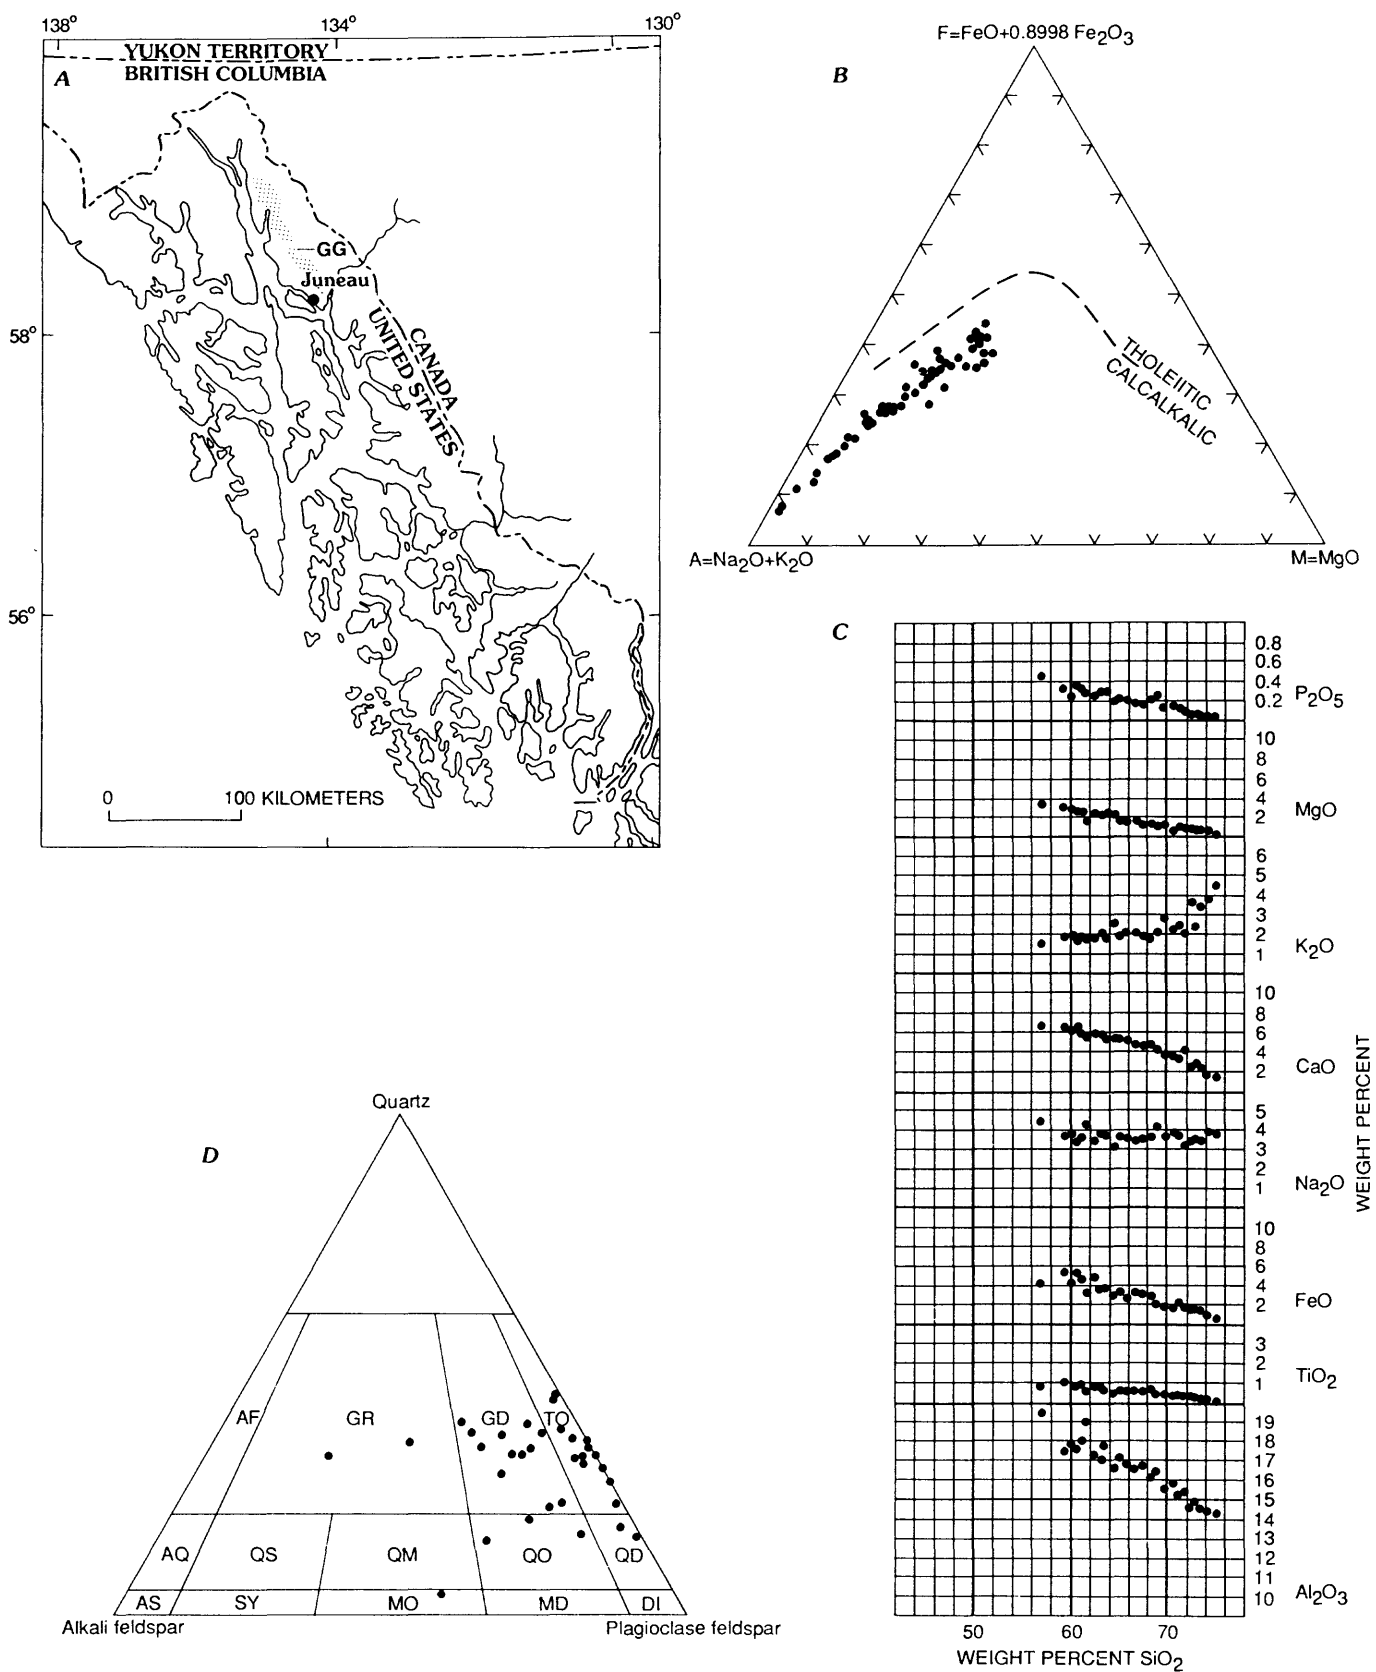 138° 134° 130°
YUKON TERRITORY
BRITISH COLUMBIA
A
GG
Juneau
58°
CANADA
UNITED STATES
56°
0 100 KILOMETERS
B
F=FeO+0.8998 Fe₂O₃
THOLEIITIC
CALCALKALIC
A=Na₂O+K₂O M=MgO
C
0.8
0.6
0.4
0.2 P₂O₅
10
8
6
4
2 MgO
6
5
4
3
2
1 K₂O
10
8
6
4
2 CaO
5
4
3
2
1 Na₂O
10
8
6
4
2 FeO
3
2
1 TiO₂
19
18
17
16
15
14
13
12
11
10 Al₂O₃
WEIGHT PERCENT
50 60 70
WEIGHT PERCENT SiO₂
D
Quartz
AF GR GD TO
AQ QS QM QO QD
AS SY MO MD DI
Alkali feldspar Plagioclase feldspar